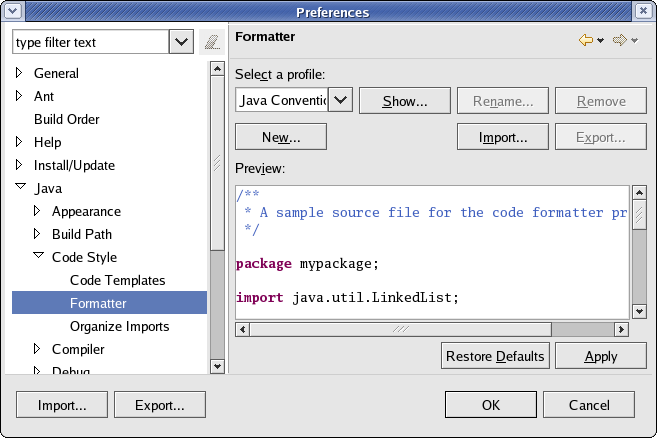 Preferences
type filter text
General
Ant
Build Order
Help
Install/Update
Java
Appearance
Build Path
Code Style
Code Templates
Formatter
Organize Imports
Compiler
Debug
Formatter
Select a profile:
Java Conventic
Show...
Rename...
Remove
New...
Import...
Export...
Preview:
/**
* A sample source file for the code formatter pr
*/
package mypackage;
import java.util.LinkedList;
Restore Defaults
Apply
Import...
Export...
OK
Cancel